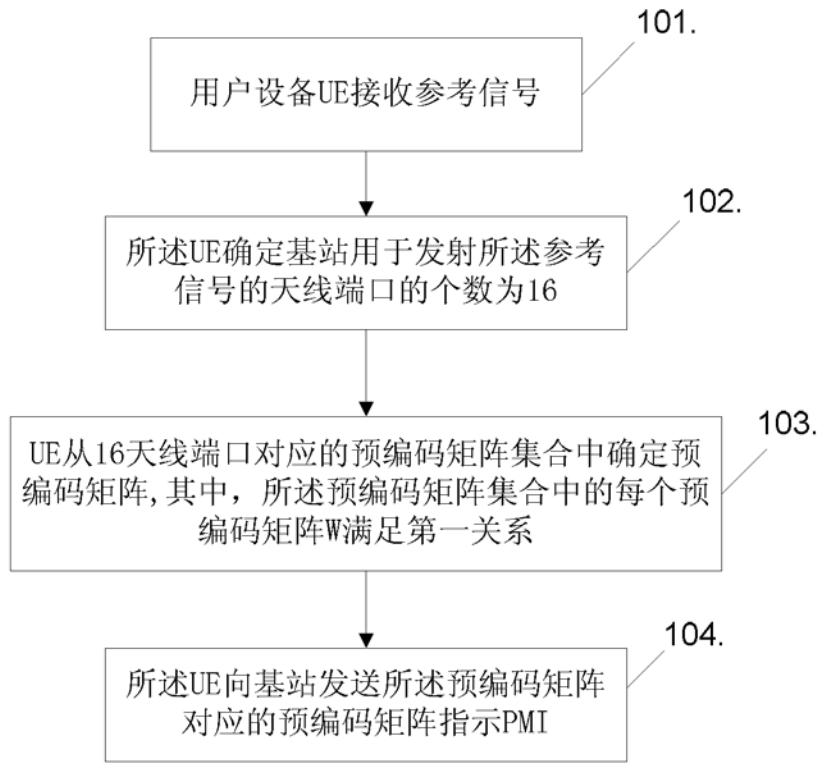 101.
用户设备UE接收参考信号
102.
所述UE确定基站用于发射所述参考
信号的天线端口的个数为16
103.
UE从16天线端口对应的预编码矩阵集合中确定预
编码矩阵,其中，所述预编码矩阵集合中的每个预
编码矩阵W满足第一关系
104.
所述UE向基站发送所述预编码矩阵
对应的预编码矩阵指示PMI